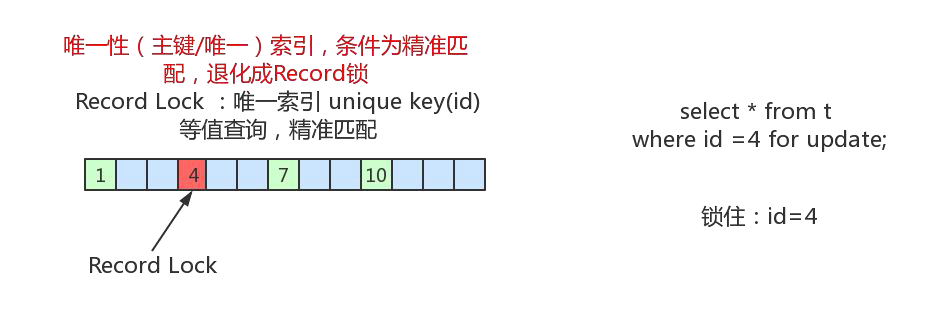 唯一性（主键/唯一）索引，条件为精准匹
配，退化成Record锁
Record Lock ：唯一索引 unique key(id)
等值查询，精准匹配
select * from t
where id =4 for update;
1 4 7 10
锁住：id=4
Record Lock